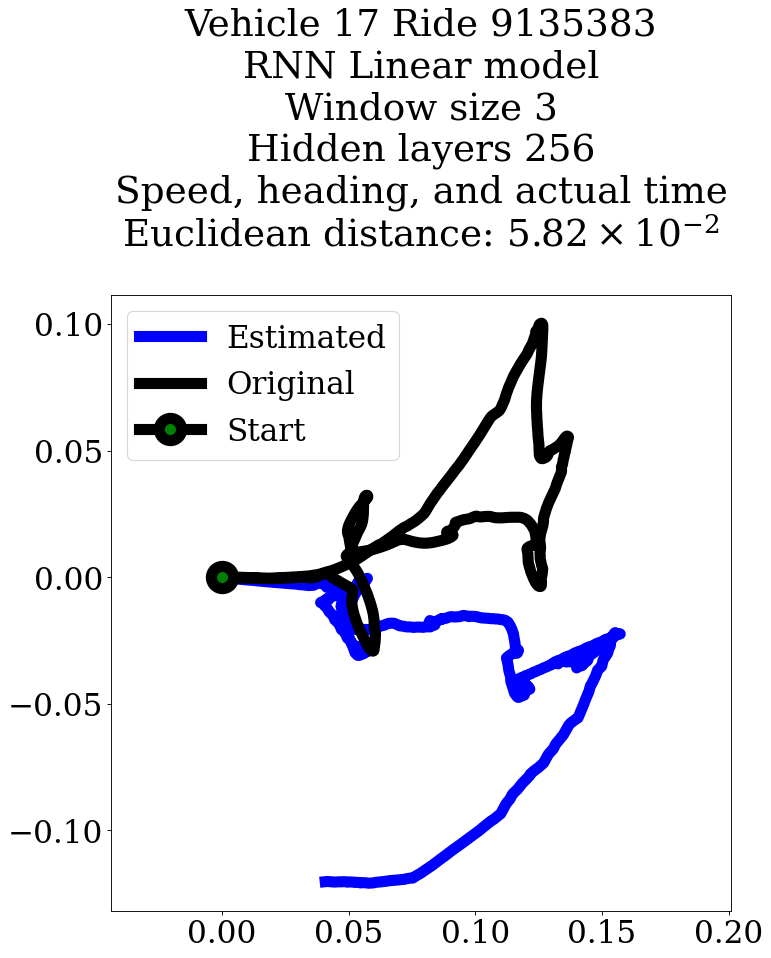 Vehicle 17 Ride 9135383
RNN Linear model
Window size 3
Hidden layers 256
Speed, heading, and actual time
Euclidean distance: 5.82 × 10⁻²
Estimated
Original
Start
0.10
0.05
0.00
−0.05
−0.10
0.00 0.05 0.10 0.15 0.20